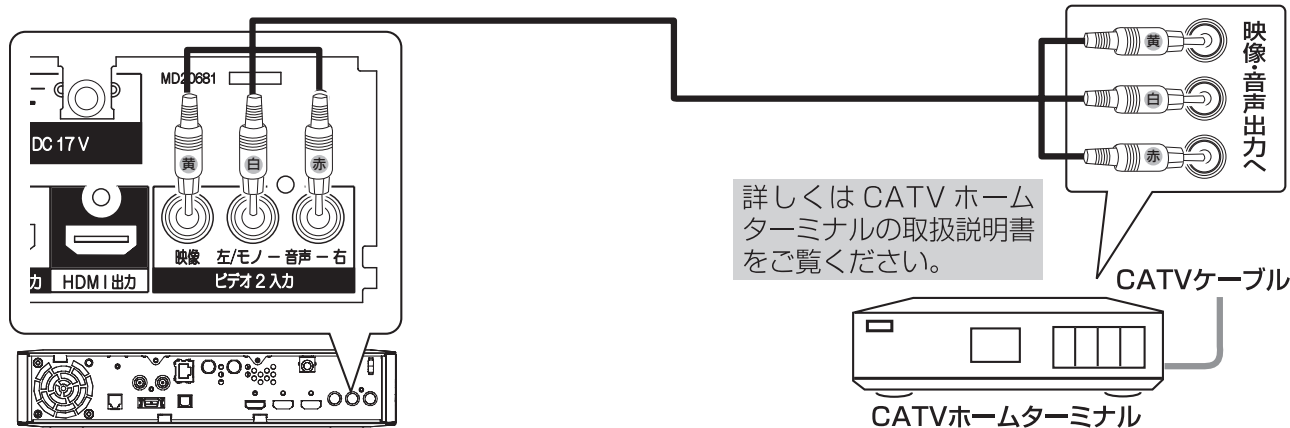 MD20681
DC 17 V
黄
白
赤
映像
左/モノ ー 音声 ー 右
力
HDMI出力
ビデオ2入力
黄
白
赤
映像・音声出力へ
詳しくは CATV ホーム
ターミナルの取扱説明書
をご覧ください。
CATVケーブル
CATVホームターミナル